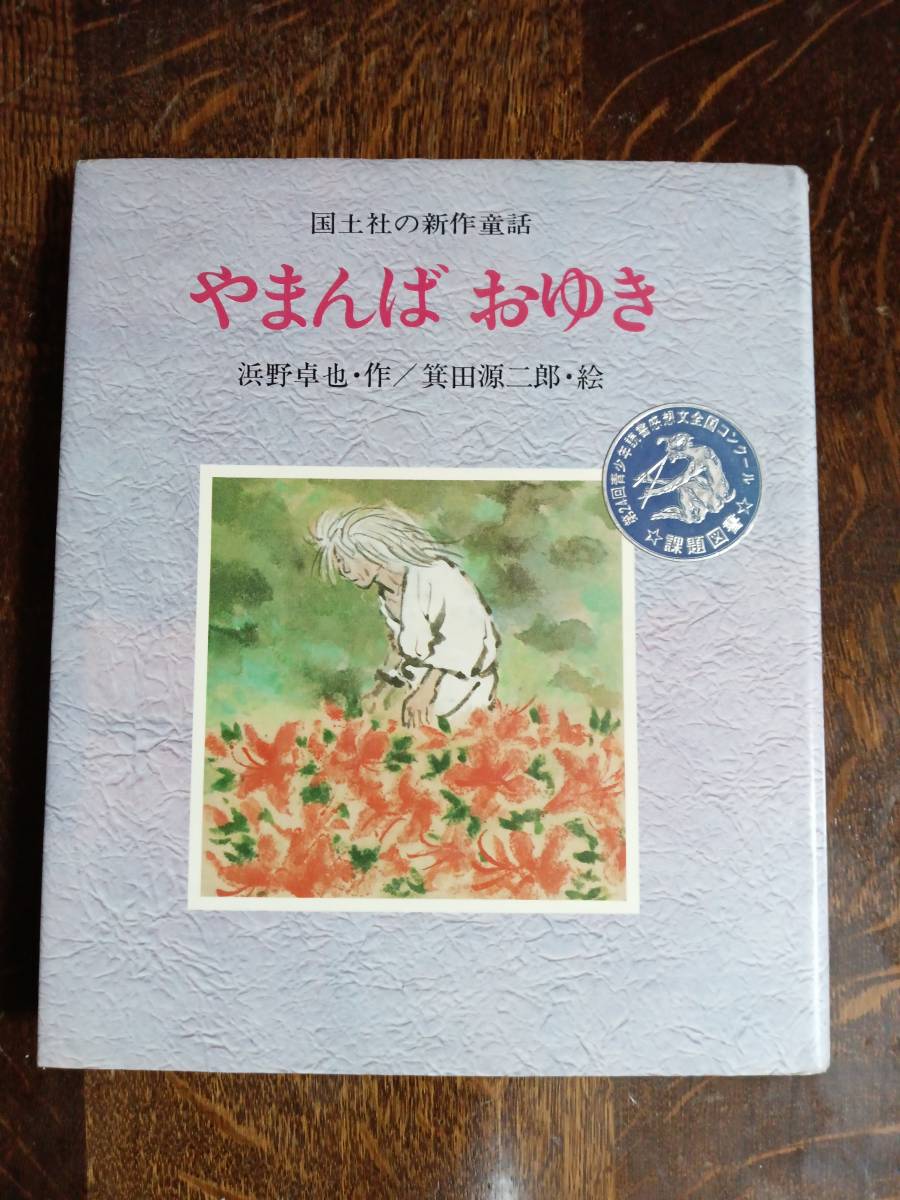 国土社の新作童話
やまんば おゆき
浜野卓也・作／箕田源二郎・絵
第24回青少年読書感想文全国コンクール
☆課題図書☆